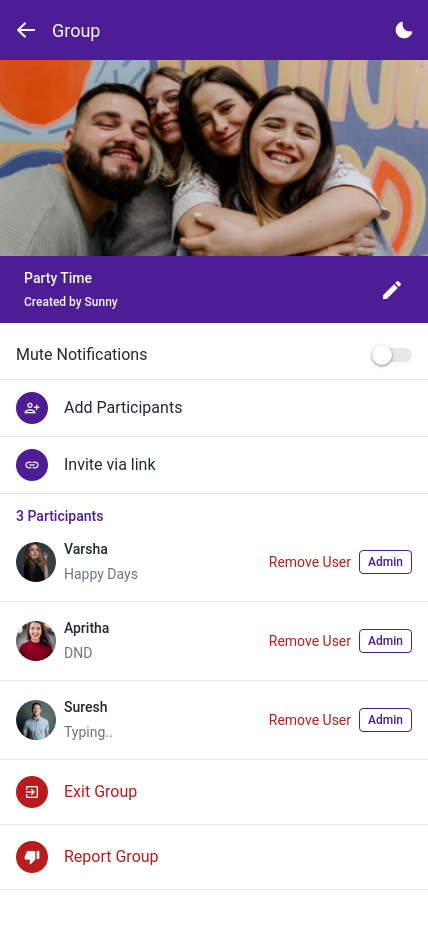 Group
Party Time
Created by Sunny
Mute Notifications
Add Participants
Invite via link
3 Participants
Varsha
Happy Days
Remove User
Admin
Apritha
DND
Remove User
Admin
Suresh
Typing..
Remove User
Admin
Exit Group
Report Group